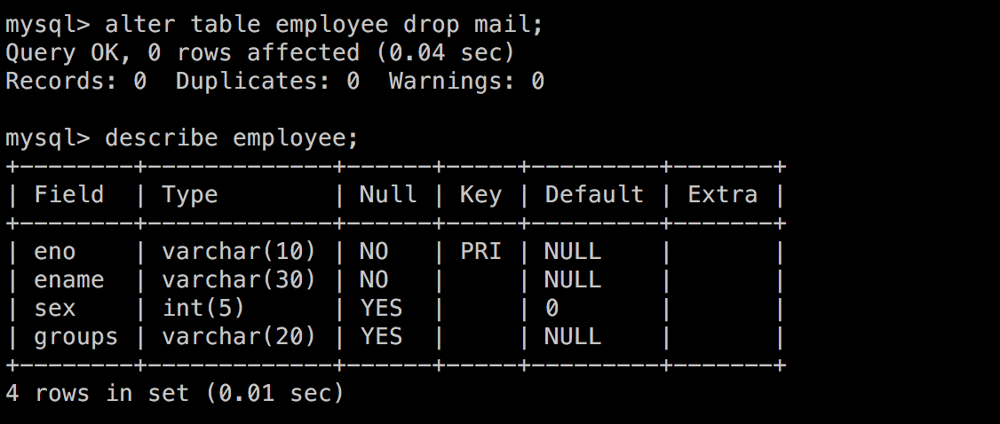 mysql> alter table employee drop mail;
Query OK, 0 rows affected (0.04 sec)
Records: 0  Duplicates: 0  Warnings: 0

mysql> describe employee;
+--------+-------------+------+-----+---------+-------+
| Field  | Type        | Null | Key | Default | Extra |
+--------+-------------+------+-----+---------+-------+
| eno    | varchar(10) | NO   | PRI | NULL    |       |
| ename  | varchar(30) | NO   |     | NULL    |       |
| sex    | int(5)      | YES  |     | 0       |       |
| groups | varchar(20) | YES  |     | NULL    |       |
+--------+-------------+------+-----+---------+-------+
4 rows in set (0.01 sec)